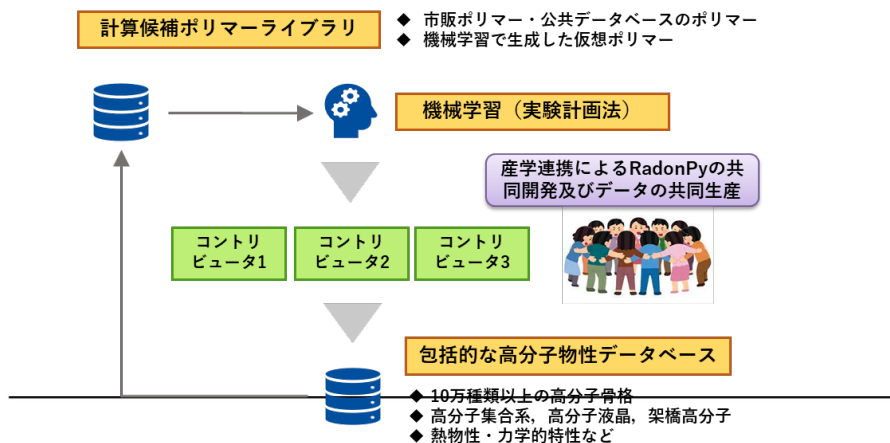 計算候補ポリマーライブラリ
◆ 市販ポリマー・公共データベースのポリマー
◆ 機械学習で生成した仮想ポリマー
機械学習（実験計画法）
産学連携によるRadonPyの共
同開発及びデータの共同生産
コントリ
ビュータ1
コントリ
ビュータ2
コントリ
ビュータ3
包括的な高分子物性データベース
◆ 10万種類以上の高分子骨格
◆ 高分子集合系，高分子液晶，架橋高分子
◆ 熱物性・力学的特性など